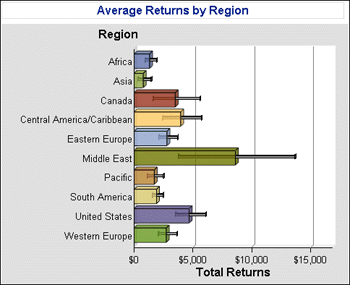 Average Returns by Region
Region
Africa
Asia
Canada
Central America/Caribbean
Eastern Europe
Middle East
Pacific
South America
United States
Western Europe
$0 $5,000 $10,000 $15,000
Total Returns